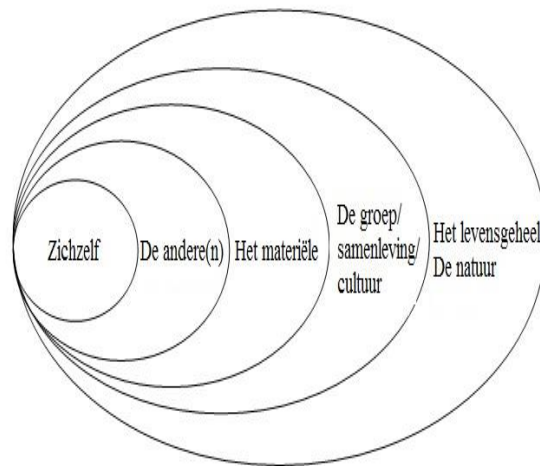 Zichzelf
De andere(n)
Het materiële
De groep/
samenleving/
cultuur
Het levensgeheel
De natuur